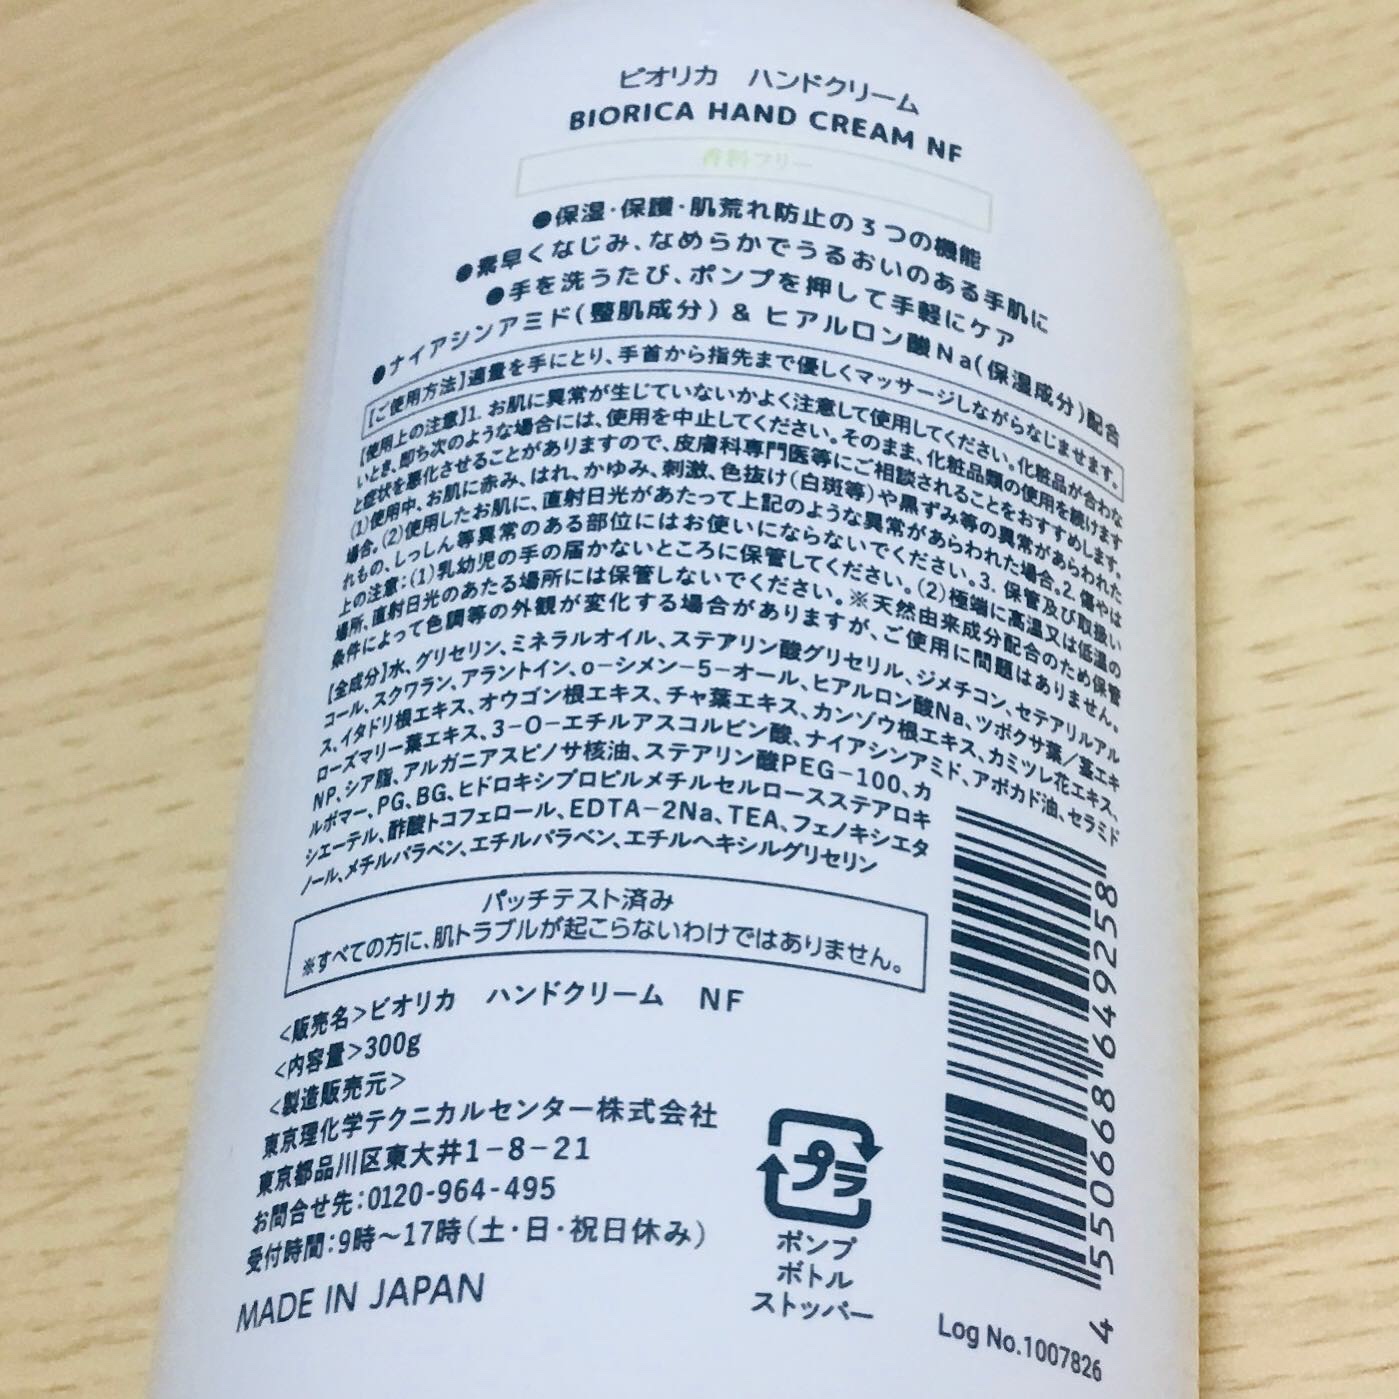 ビオリカ　ハンドクリーム
BIORICA HAND CREAM NF
香料フリー
●保湿・保護・肌荒れ防止の3つの機能
●素早くなじみ、なめらかでうるおいのある手肌に
●手を洗うたび、ポンプを押して手軽にケア
●ナイアシンアミド(整肌成分) & ヒアルロン酸Na(保湿成分)配合
【ご使用方法】適量を手にとり、手首から指先まで優しくマッサージしながらなじませます。
【使用上の注意】1. お肌に異常が生じていないかよく注意して使用してください。化粧品が合わな
いとき、即ち次のような場合には、使用を中止してください。そのまま、化粧品類の使用を続けます
と症状を悪化させることがありますので、皮膚科専門医等にご相談されることをおすすめします。
(1)使用中、お肌に赤み、はれ、かゆみ、刺激、色抜け(白斑等)や黒ずみ等の異常があらわれた
場合。(2)使用したお肌に、直射日光があたって上記のような異常があらわれた場合。2. 傷やは
れもの、しっしん等異常のある部位にはお使いにならないでください。3. 保管及び取扱い
上の注意：(1)乳幼児の手の届かないところに保管してください。(2)極端に高温又は低温の
場所、直射日光のあたる場所には保管しないでください。※天然由来成分配合のため保管
条件によって色調等の外観が変化する場合がありますが、ご使用に問題はありません。
【全成分】水、グリセリン、ミネラルオイル、ステアリン酸グリセリル、ジメチコン、セテアリルアル
コール、スクワラン、アラントイン、o-シメン-5-オール、ヒアルロン酸Na、ツボクサ葉／茎エキ
ス、イタドリ根エキス、オウゴン根エキス、チャ葉エキス、カンゾウ根エキス、カミツレ花エキス、
ローズマリー葉エキス、3-O-エチルアスコルビン酸、ナイアシンアミド、アボカド油、セラミド
NP、シア脂、アルガニアスピノサ核油、ステアリン酸PEG-100、カ
ルボマー、PG、BG、ヒドロキシプロピルメチルセルロースステアロキ
シエーテル、酢酸トコフェロール、EDTA-2Na、TEA、フェノキシエタ
ノール、メチルパラベン、エチルパラベン、エチルヘキシルグリセリン
パッチテスト済み
※すべての方に、肌トラブルが起こらないわけではありません。
<販売名>ビオリカ　ハンドクリーム　NF
<内容量>300g
<製造販売元>
東京理化学テクニカルセンター株式会社
東京都品川区東大井1-8-21
お問合せ先：0120-964-495
受付時間：9時～17時(土・日・祝日休み)
MADE IN JAPAN
プラ
ポンプ
ボトル
ストッパー
4 550668 649258
Log No.1007826